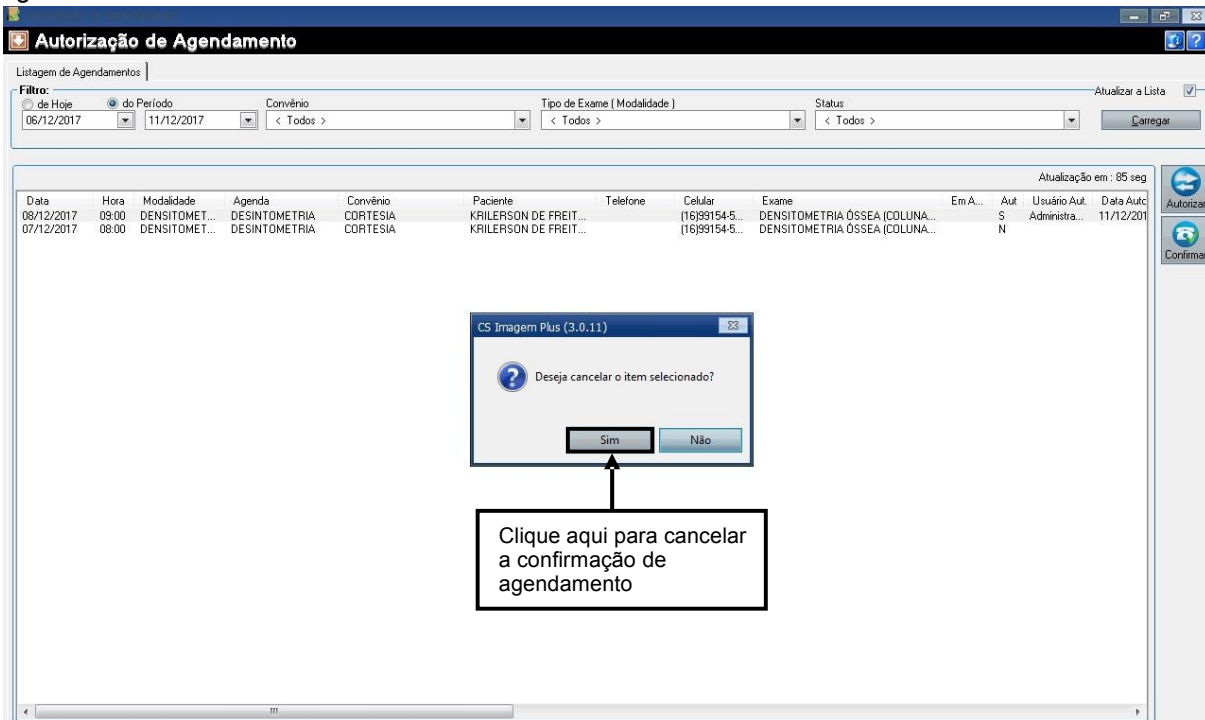 Autorização de Agendamento
Listagem de Agendamentos
Filtro:
de Hoje do Período Convênio Tipo de Exame ( Modalidade ) Status Atualizar a Lista
06/12/2017 11/12/2017 < Todos > < Todos > < Todos > Carregar
Atualização em : 85 seg
Data Hora Modalidade Agenda Convênio Paciente Telefone Celular Exame Em A... Aut Usuário Aut. Data Autc
08/12/2017 09:00 DENSITOMET... DESINTOMETRIA CORTESIA KRILERSON DE FREIT... (16)99154-5... DENSITOMETRIA ÓSSEA (COLUNA... S Administra... 11/12/201
07/12/2017 08:00 DENSITOMET... DESINTOMETRIA CORTESIA KRILERSON DE FREIT... (16)99154-5... DENSITOMETRIA ÓSSEA (COLUNA... N
Autorizar
Confirmar
CS Imagem Plus (3.0.11)
Deseja cancelar o item selecionado?
Sim Não
Clique aqui para cancelar
a confirmação de
agendamento